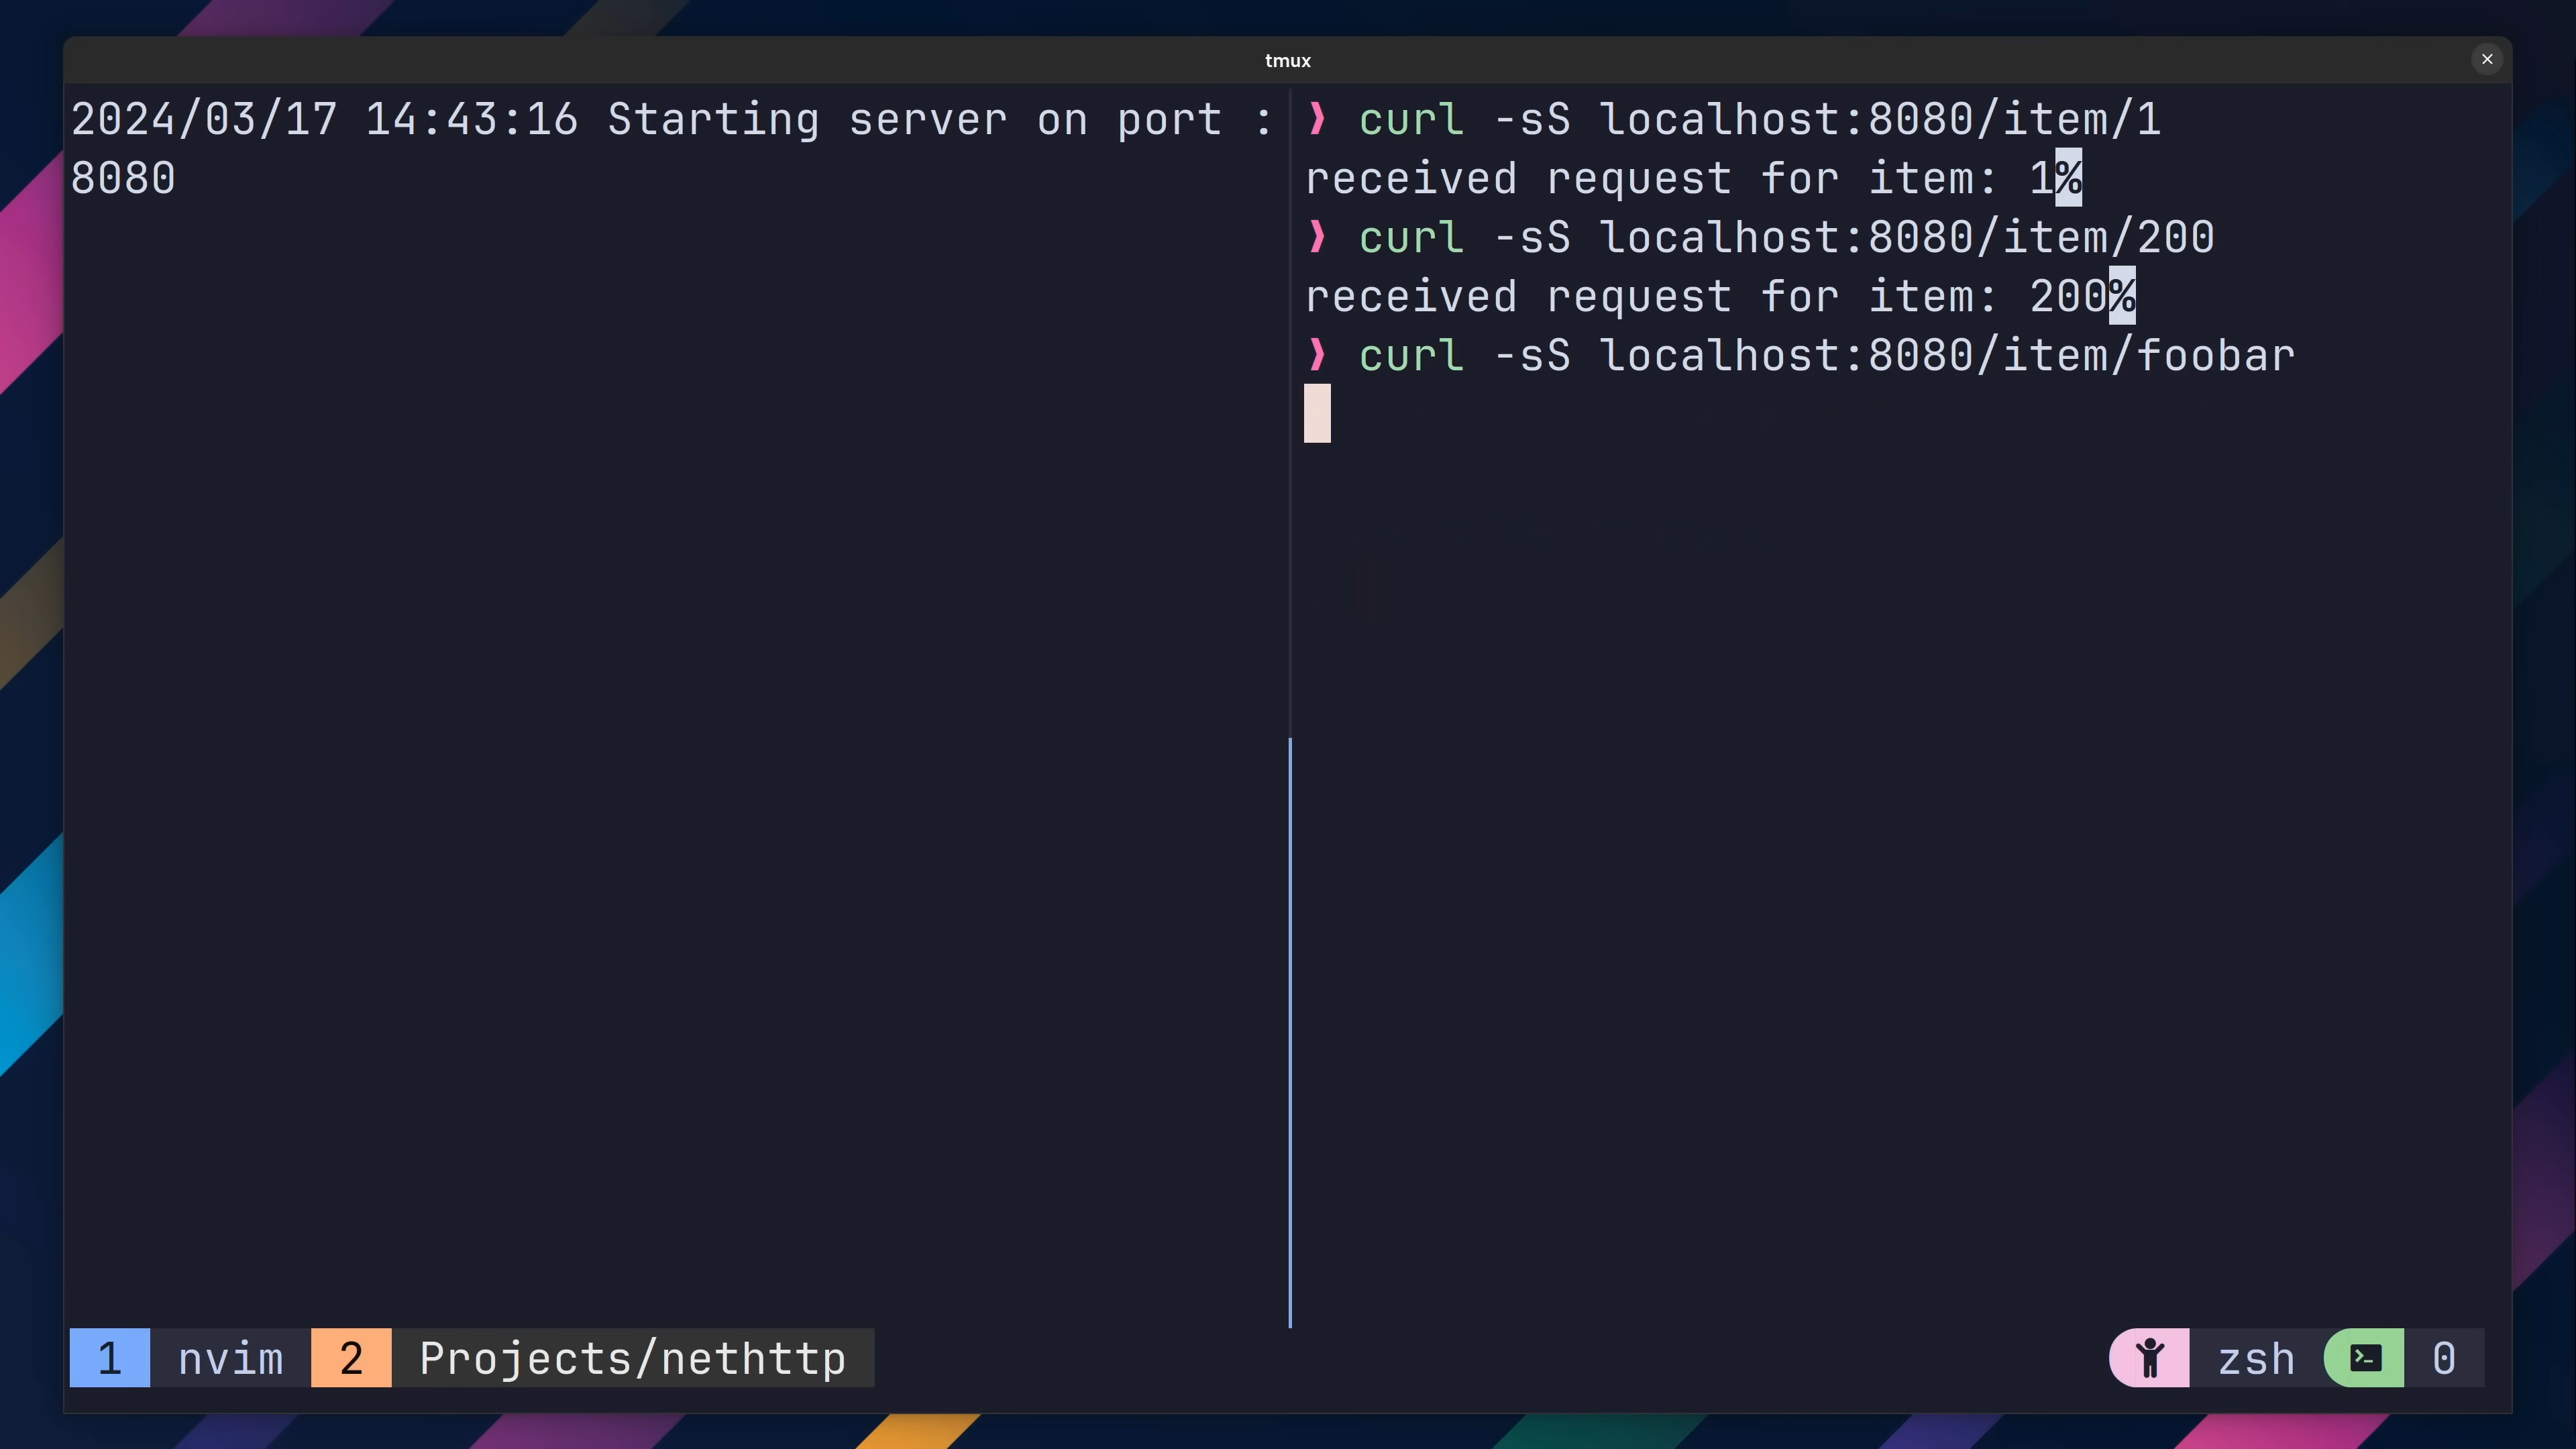 tmux
2024/03/17 14:43:16 Starting server on port :
8080
❯ curl -sS localhost:8080/item/1
received request for item: 1%
❯ curl -sS localhost:8080/item/200
received request for item: 200%
❯ curl -sS localhost:8080/item/foobar
1 nvim 2 Projects/nethttp
zsh 0